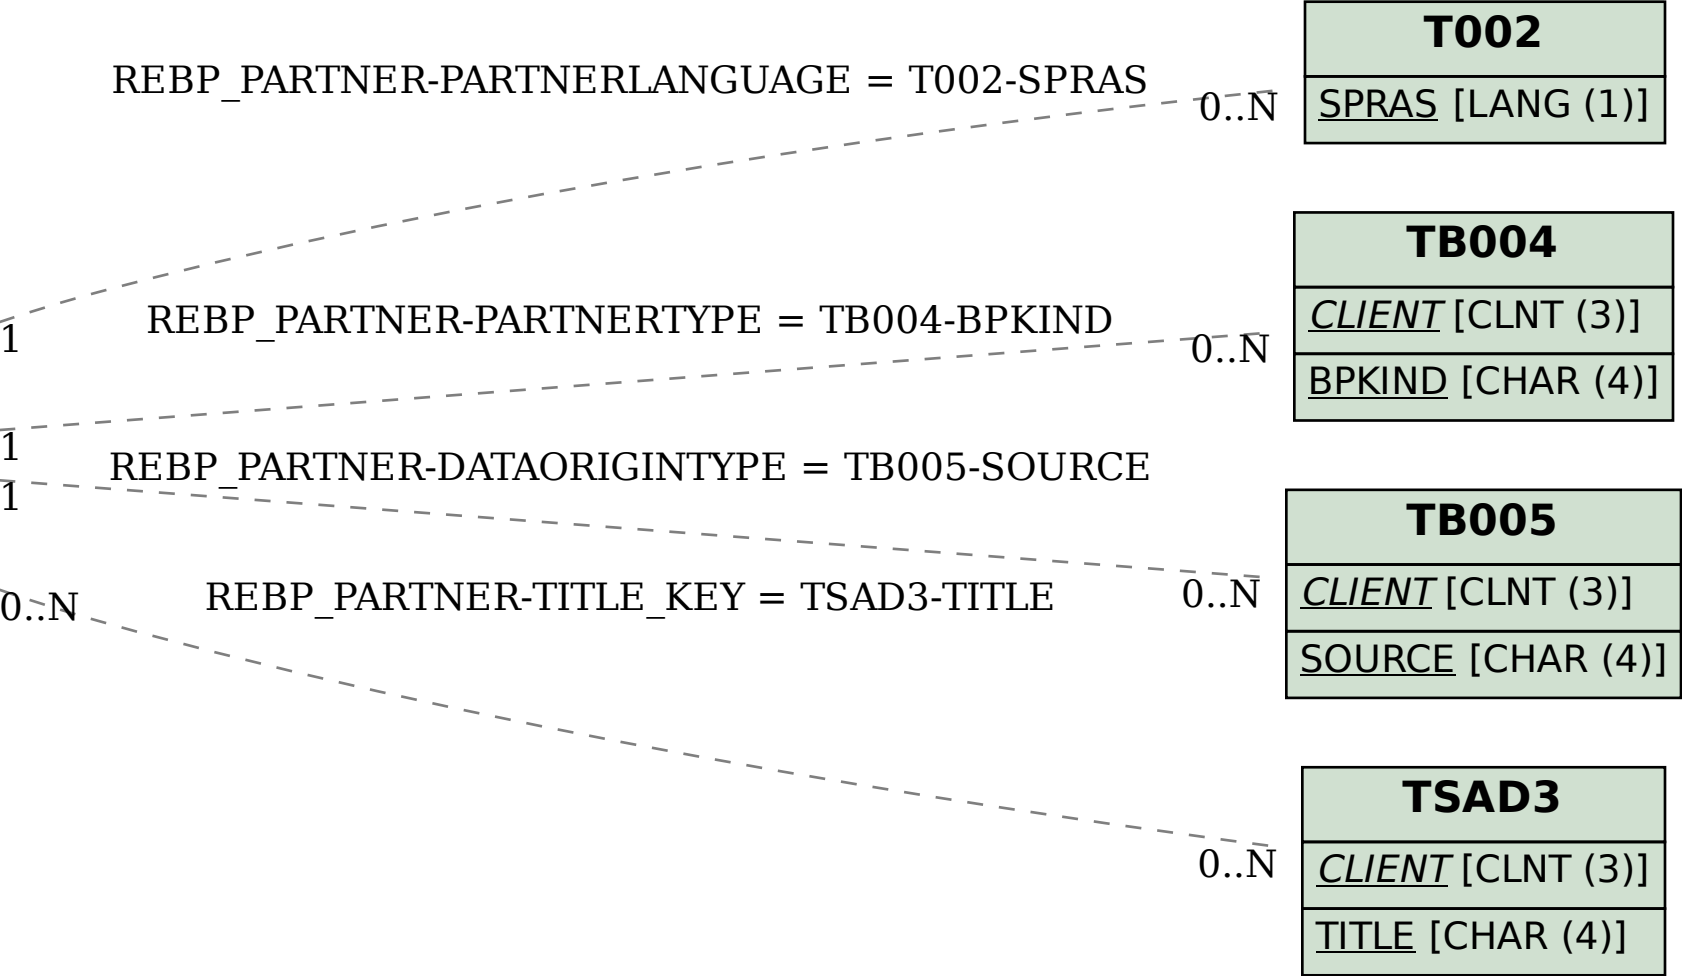 T002
REBP_PARTNER-PARTNERLANGUAGE = T002-SPRAS
0..N
SPRAS [LANG (1)]
TB004
REBP_PARTNER-PARTNERTYPE = TB004-BPKIND
CLIENT [CLNT (3)]
1
0..N
BPKIND [CHAR (4)]
1
REBP_PARTNER-DATAORIGINTYPE = TB005-SOURCE
1
TB005
REBP_PARTNER-TITLE_KEY = TSAD3-TITLE
0..N
0..N
CLIENT [CLNT (3)]
SOURCE [CHAR (4)]
TSAD3
0..N
CLIENT [CLNT (3)]
TITLE [CHAR (4)]